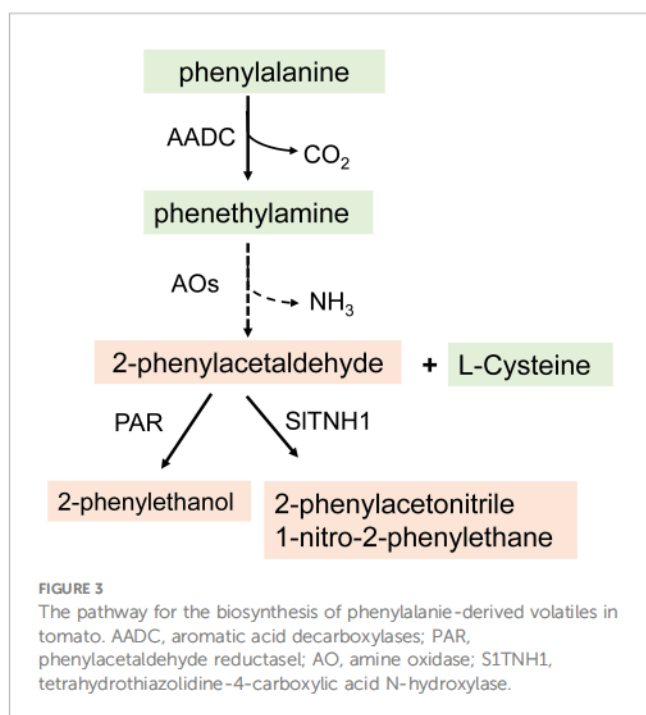 phenylalanine
AADC
CO₂
phenethylamine
AOs
NH₃
2-phenylacetaldehyde + L-Cysteine
PAR SlTNH1
2-phenylethanol
2-phenylacetonitrile
1-nitro-2-phenylethane
FIGURE 3
The pathway for the biosynthesis of phenylalanie-derived volatiles in
tomato. AADC, aromatic acid decarboxylases; PAR,
phenylacetaldehyde reductasel; AO, amine oxidase; S1TNH1,
tetrahydrothiazolidine-4-carboxylic acid N-hydroxylase.